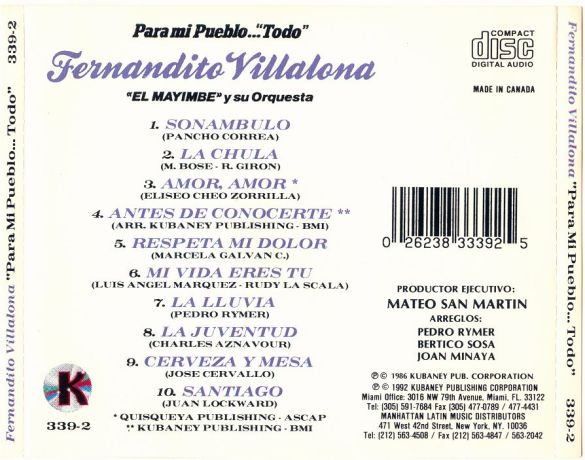 Para mi Pueblo..."Todo"
Fernandito Villalona
"EL MAYIMBE" y su Orquesta
1. SONAMBULO
(PANCHO CORREA)
2. LA CHULA
(M. BOSE - R. GIRON)
3. AMOR, AMOR *
(ELISEO CHEO ZORRILLA)
4. ANTES DE CONOCERTE **
(ARR. KUBANEY PUBLISHING - BMI)
5. RESPETA MI DOLOR
(MARCELA GALVAN C.)
6. MI VIDA ERES TU
(LUIS ANGEL MARQUEZ - RUDY LA SCALA)
7. LA LLUVIA
(PEDRO RYMER)
8. LA JUVENTUD
(CHARLES AZNAVOUR)
9. CERVEZA Y MESA
(JOSE CERVALLO)
10. SANTIAGO
(JUAN LOCKWARD)
* QUISQUEYA PUBLISHING - ASCAP
** KUBANEY PUBLISHING - BMI
COMPACT
disc
DIGITAL AUDIO
MADE IN CANADA
0 26238 33392 5
PRODUCTOR EJECUTIVO:
MATEO SAN MARTIN
ARREGLOS:
PEDRO RYMER
BERTICO SOSA
JOAN MINAYA
℗ © 1986 KUBANEY PUB. CORPORATION
℗ © 1992 KUBANEY PUBLISHING CORPORATION
Miami Office: 3016 NW 79th Avenue, Miami, FL. 33122
Tel: (305) 591-7684 Fax (305) 477-0789 / 477-4431
MANHATTAN LATIN MUSIC DISTRIBUTORS
471 West 42nd Street, New York, NY. 10036
Tel: (212) 563-4508 / Fax (212) 563-4847 / 563-2042
K
339-2
Fernandito Villalona "Para Mi Pueblo... Todo" 339-2
Fernandito Villalona "Para Mi Pueblo... Todo" 339-2